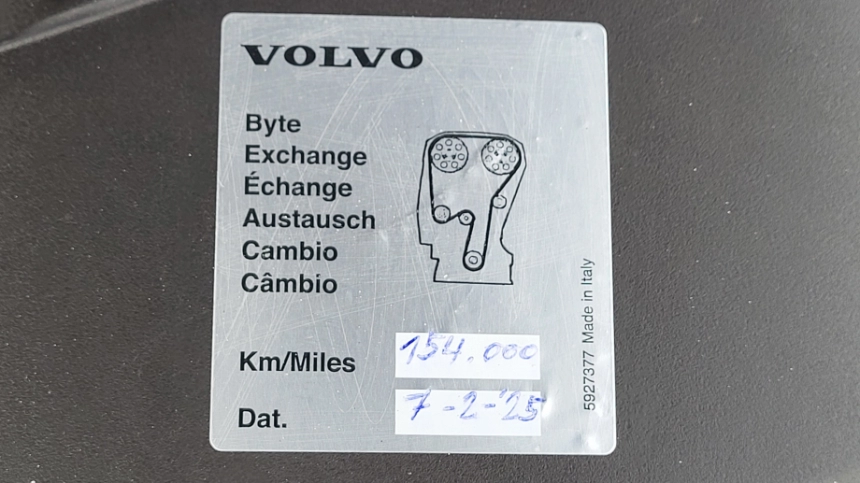 VOLVO
Byte
Exchange
Échange
Austausch
Cambio
Câmbio
Km/Miles 154.000
Dat. 7-2-'25
5927377 Made in Italy